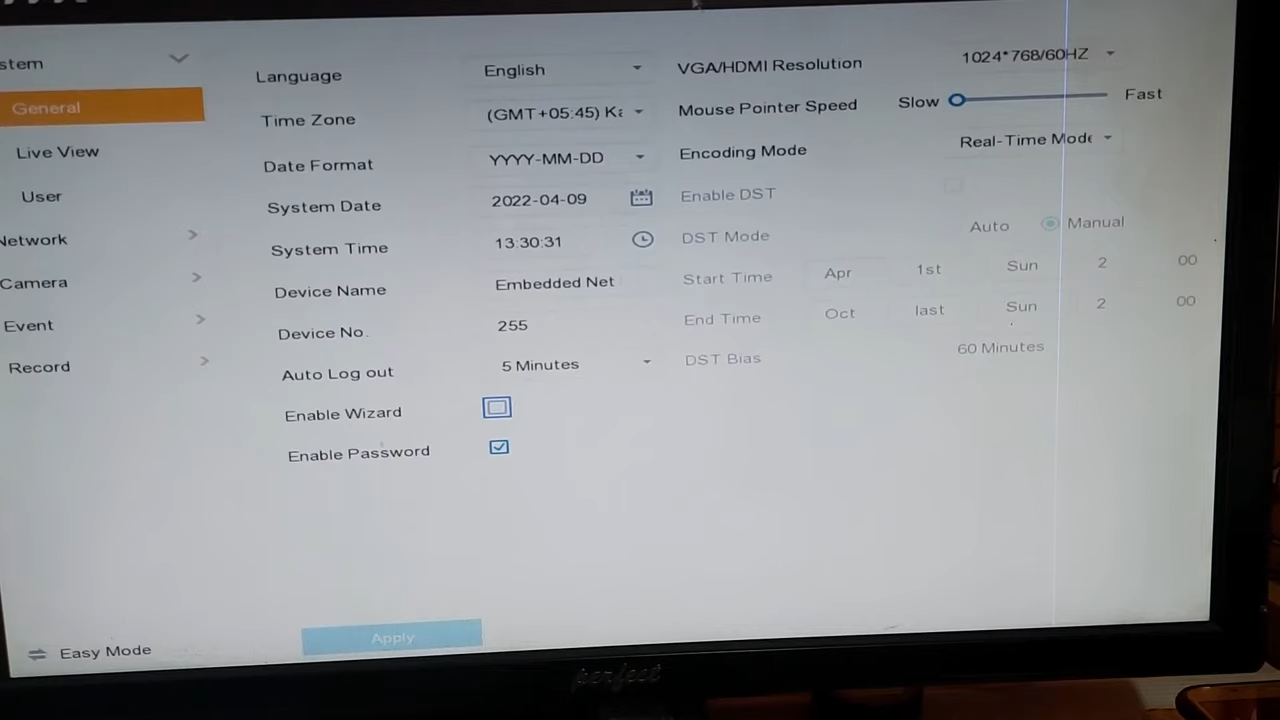 stem
General
Live View
User
Network
Camera
Event
Record
Easy Mode
Language English
Time Zone (GMT+05:45) Ka
Date Format YYYY-MM-DD
System Date 2022-04-09
System Time 13:30:31
Device Name Embedded Net
Device No. 255
Auto Log out 5 Minutes
Enable Wizard
Enable Password
Apply
VGA/HDMI Resolution 1024*768/60HZ
Mouse Pointer Speed Slow Fast
Encoding Mode Real-Time Mode
Enable DST
DST Mode Auto Manual
Start Time Apr 1st Sun 2 00
End Time Oct last Sun 2 00
DST Bias 60 Minutes
perfect